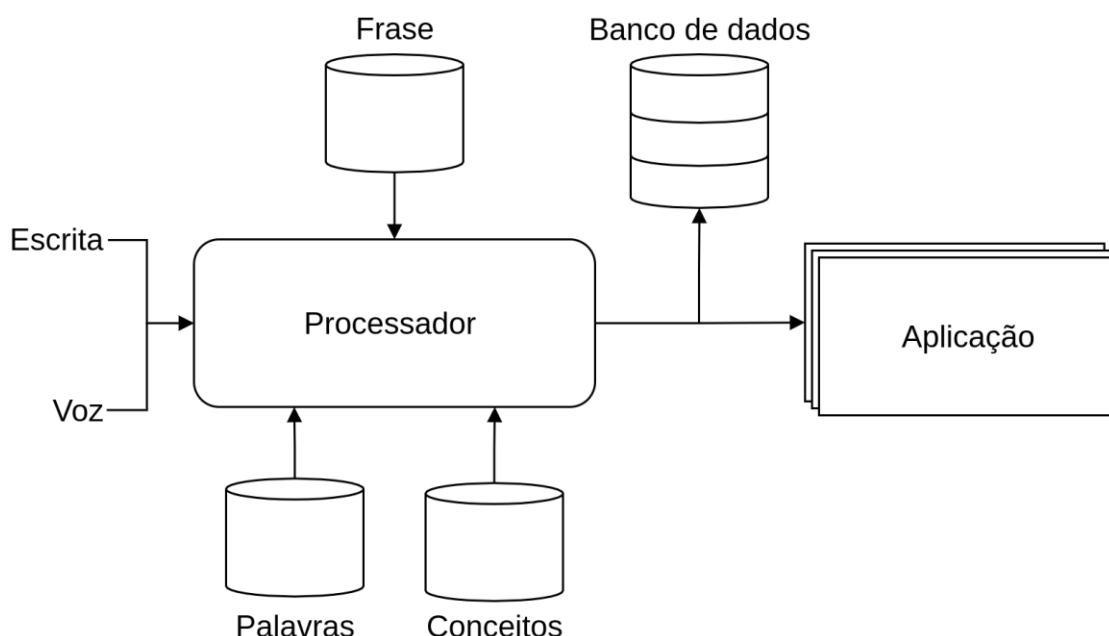 Frase
Banco de dados
Escrita
Processador
Aplicação
Voz
Palavras
Conceitos